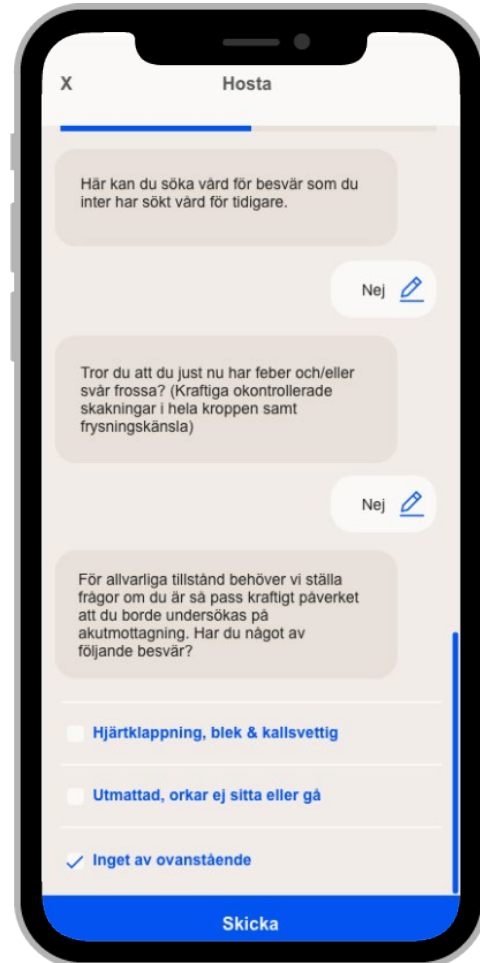 X Hosta
Här kan du söka vård för besvär som du
inter har sökt vård för tidigare.
Nej
Tror du att du just nu har feber och/eller
svår frossa? (Kraftiga okontrollerade
skakningar i hela kroppen samt
frysningskänsla)
Nej
För allvarliga tillstånd behöver vi ställa
frågor om du är så pass kraftigt påverket
att du borde undersökas på
akutmottagning. Har du något av
följande besvär?
Hjärtklappning, blek & kallsvettig
Utmattad, orkar ej sitta eller gå
Inget av ovanstående
Skicka